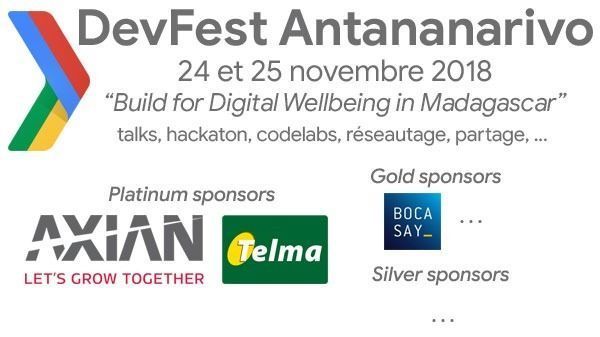 DevFest Antananarivo
24 et 25 novembre 2018
“Build for Digital Wellbeing in Madagascar”
talks, hackaton, codelabs, réseautage, partage, ...
Platinum sponsors
AXIAN
LET'S GROW TOGETHER
Telma
Gold sponsors
BOCA
SAY_
...
Silver sponsors
...